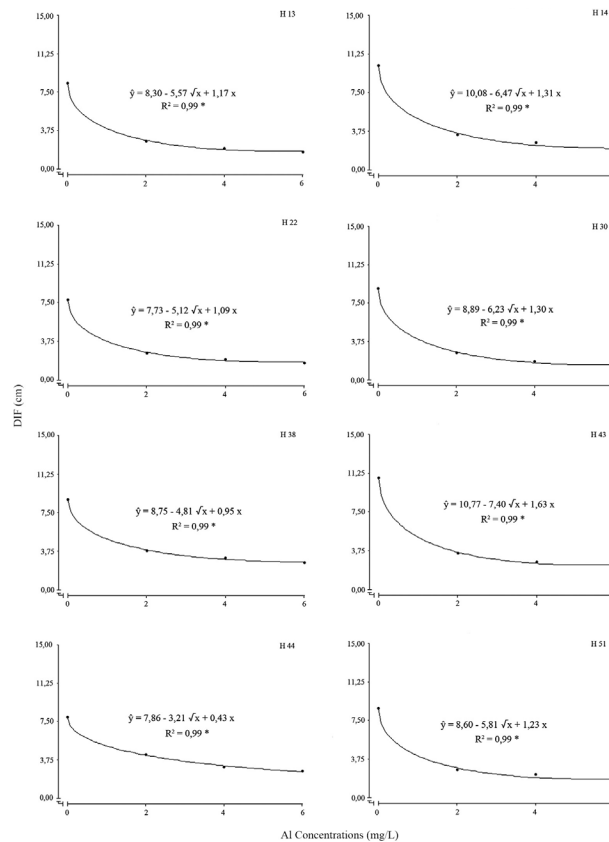 H 13
15,00
11,25
7,50
3,75
0,00
ŷ = 8,30 - 5,57 √x + 1,17 x
R² = 0,99 *
0 2 4 6
H 14
15,00
11,25
7,50
3,75
0,00
ŷ = 10,08 - 6,47 √x + 1,31 x
R² = 0,99 *
0 2 4
H 22
15,00
11,25
7,50
3,75
0,00
ŷ = 7,73 - 5,12 √x + 1,09 x
R² = 0,99 *
0 2 4 6
H 30
15,00
11,25
7,50
3,75
0,00
ŷ = 8,89 - 6,23 √x + 1,30 x
R² = 0,99 *
0 2 4
DIF (cm)
H 38
15,00
11,25
7,50
3,75
0,00
ŷ = 8,75 - 4,81 √x + 0,95 x
R² = 0,99 *
0 2 4 6
H 43
15,00
11,25
7,50
3,75
0,00
ŷ = 10,77 - 7,40 √x + 1,63 x
R² = 0,99 *
0 2 4
H 44
15,00
11,25
7,50
3,75
0,00
ŷ = 7,86 - 3,21 √x + 0,43 x
R² = 0,99 *
0 2 4 6
H 51
15,00
11,25
7,50
3,75
0,00
ŷ = 8,60 - 5,81 √x + 1,23 x
R² = 0,99 *
0 2 4
Al Concentrations (mg/L)